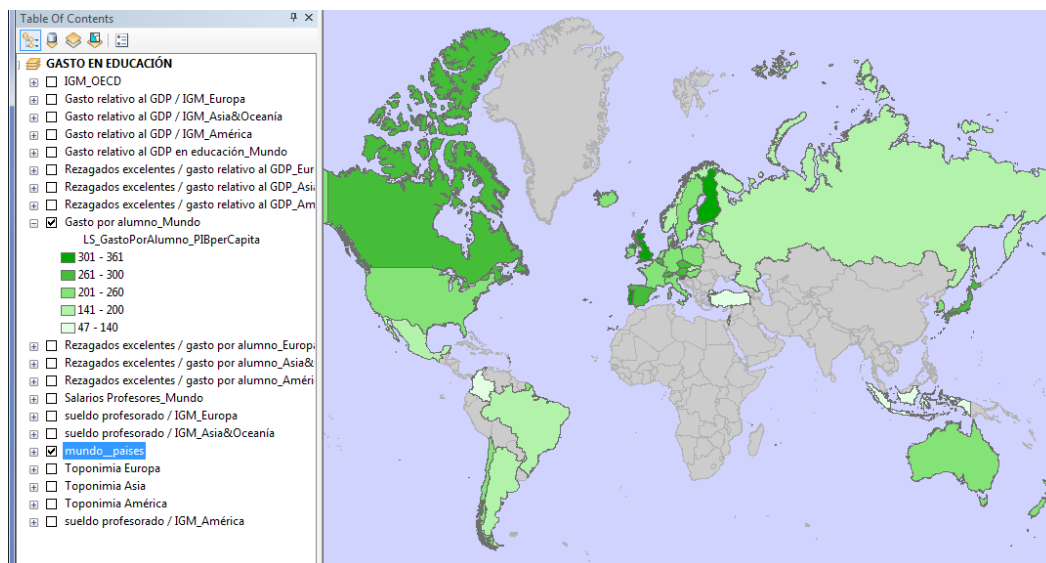 Table Of Contents
GASTO EN EDUCACIÓN
IGM_OECD
Gasto relativo al GDP / IGM_Europa
Gasto relativo al GDP / IGM_Asia&Oceanía
Gasto relativo al GDP / IGM_América
Gasto relativo al GDP en educación_Mundo
Rezagados excelentes / gasto relativo al GDP_Eur
Rezagados excelentes / gasto relativo al GDP_Asi
Rezagados excelentes / gasto relativo al GDP_Am
Gasto por alumno_Mundo
LS_GastoPorAlumno_PIBperCapita
301 - 361
261 - 300
201 - 260
141 - 200
47 - 140
Rezagados excelentes / gasto por alumno_Europa
Rezagados excelentes / gasto por alumno_Asia&
Rezagados excelentes / gasto por alumno_Améri
Salarios Profesores_Mundo
sueldo profesorado / IGM_Europa
sueldo profesorado / IGM_Asia&Oceanía
mundo__paises
Toponimia Europa
Toponimia Asia
Toponimia América
sueldo profesorado / IGM_América